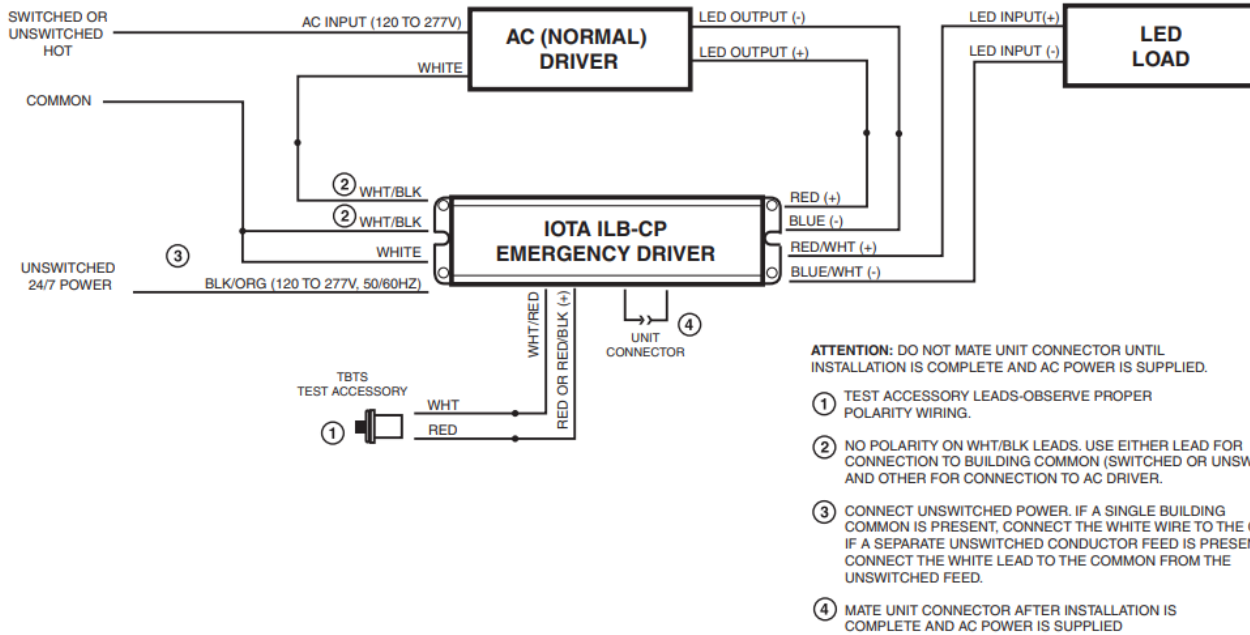 SWITCHED OR
UNSWITCHED
HOT
AC INPUT (120 TO 277V)
AC (NORMAL)
DRIVER
LED OUTPUT (-)
LED OUTPUT (+)
LED INPUT(+)
LED INPUT (-)
LED
LOAD
WHITE
COMMON
2 WHT/BLK
2 WHT/BLK
WHITE
3
UNSWITCHED
24/7 POWER
BLK/ORG (120 TO 277V, 50/60HZ)
IOTA ILB-CP
EMERGENCY DRIVER
RED (+)
BLUE (-)
RED/WHT (+)
BLUE/WHT (-)
WHT/RED
RED OR RED/BLK (+)
UNIT
CONNECTOR
4
TBTS
TEST ACCESSORY
1
WHT
RED
ATTENTION: DO NOT MATE UNIT CONNECTOR UNTIL
INSTALLATION IS COMPLETE AND AC POWER IS SUPPLIED.
1 TEST ACCESSORY LEADS-OBSERVE PROPER
POLARITY WIRING.
2 NO POLARITY ON WHT/BLK LEADS. USE EITHER LEAD FOR
CONNECTION TO BUILDING COMMON (SWITCHED OR UNSW
AND OTHER FOR CONNECTION TO AC DRIVER.
3 CONNECT UNSWITCHED POWER. IF A SINGLE BUILDING
COMMON IS PRESENT, CONNECT THE WHITE WIRE TO THE
IF A SEPARATE UNSWITCHED CONDUCTOR FEED IS PRESEN
CONNECT THE WHITE LEAD TO THE COMMON FROM THE
UNSWITCHED FEED.
4 MATE UNIT CONNECTOR AFTER INSTALLATION IS
COMPLETE AND AC POWER IS SUPPLIED